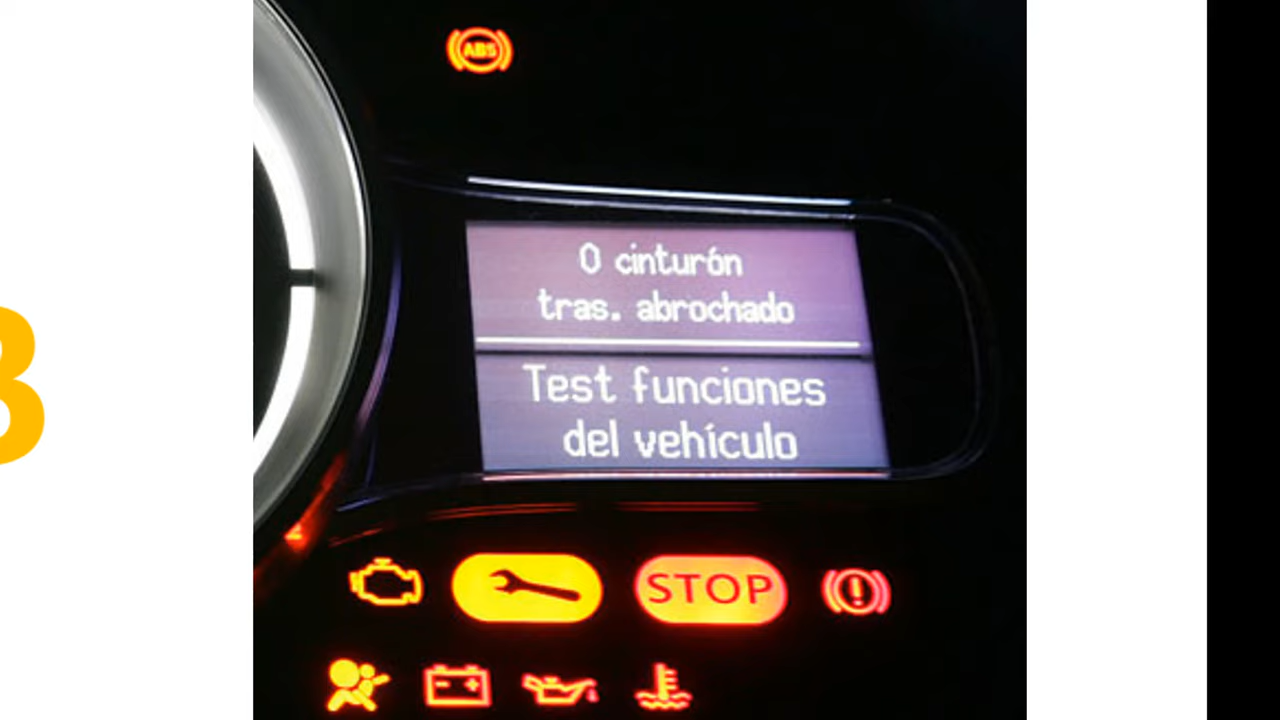 ABS
0 cinturón
tras. abrochado
Test funciones
del vehículo
STOP